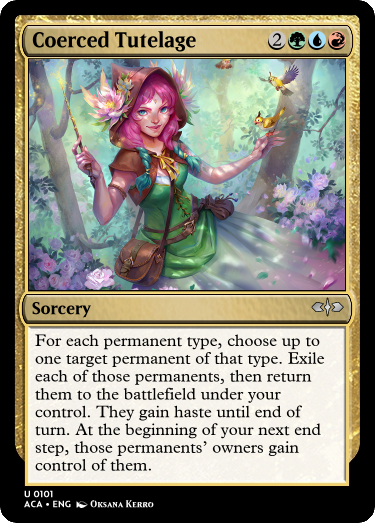 Coerced Tutelage
2
Sorcery
For each permanent type, choose up to
one target permanent of that type. Exile
each of those permanents, then return
them to the battlefield under your
control. They gain haste until end of
turn. At the beginning of your next end
step, those permanents' owners gain
control of them.
U 0101
ACA • ENG Oksana Kerro